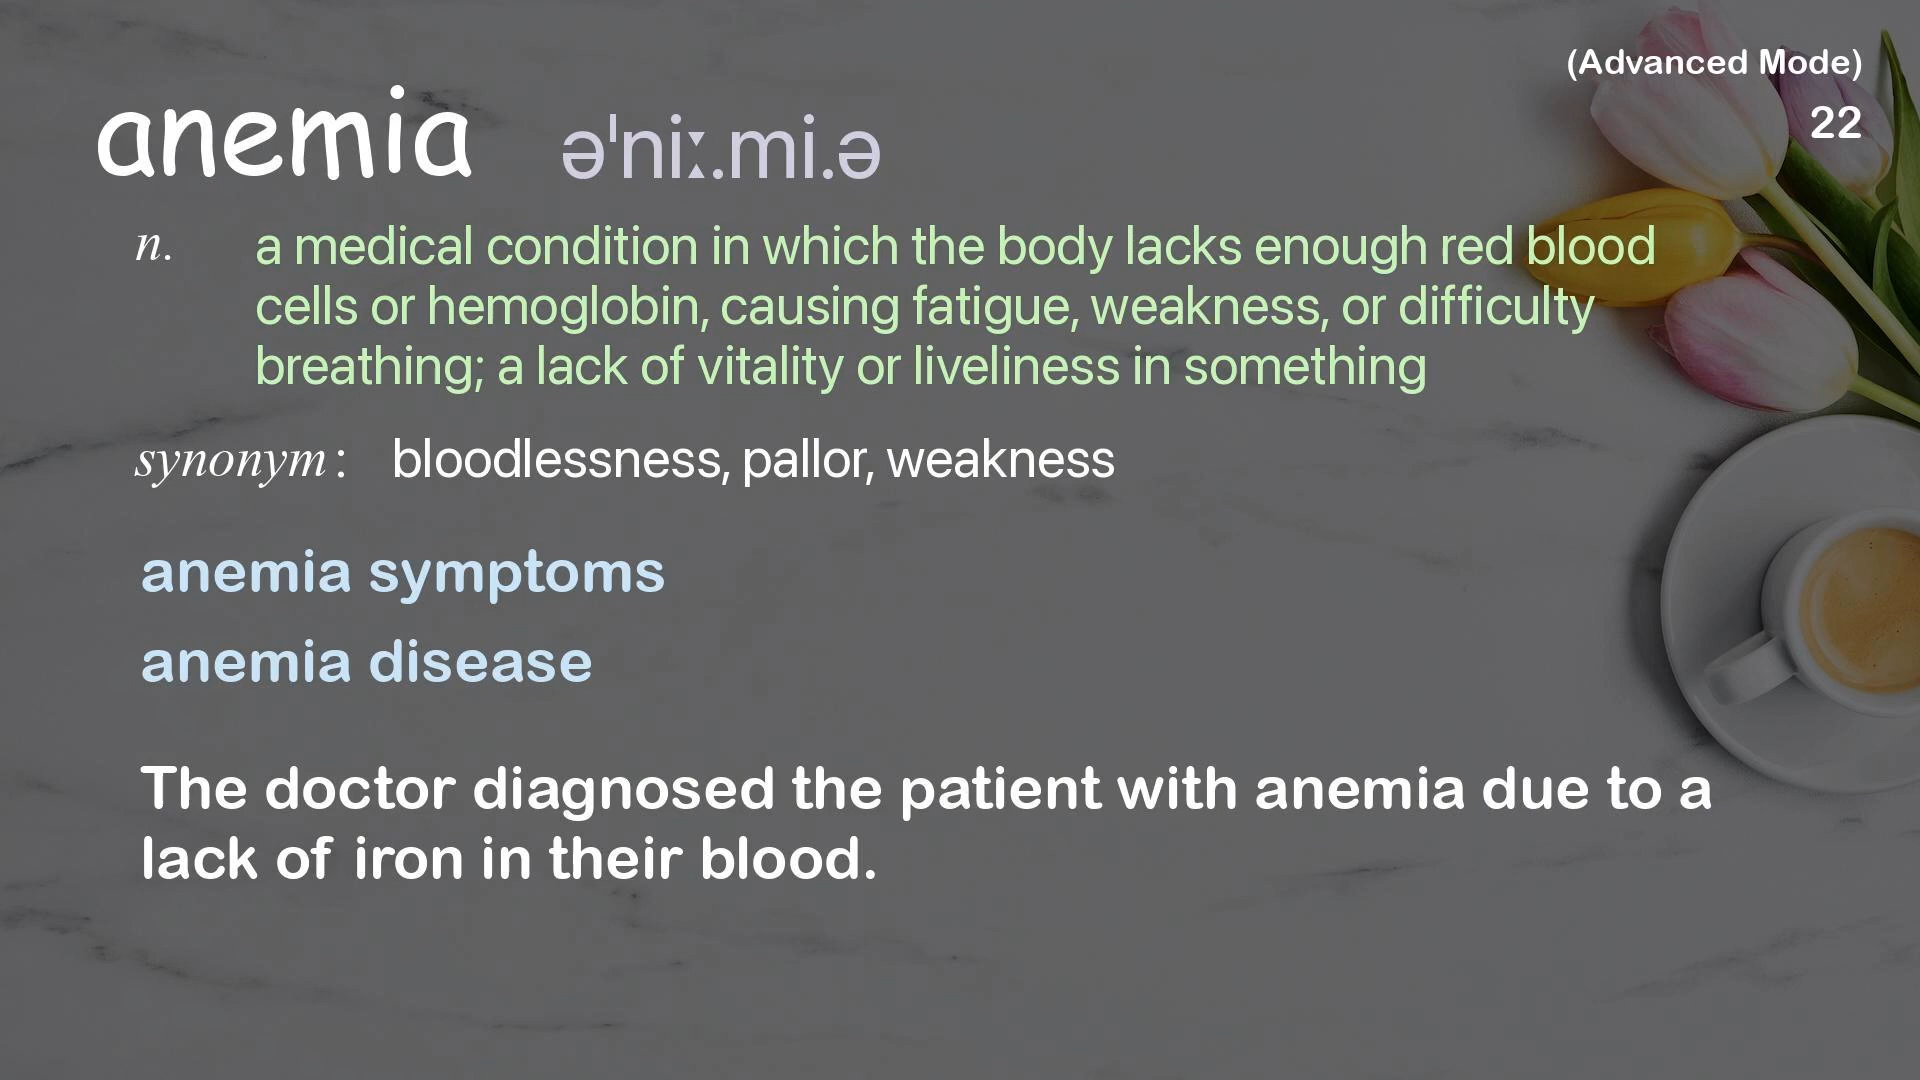 (Advanced Mode)
22
anemia əˈniː.mi.ə
n. a medical condition in which the body lacks enough red blood
cells or hemoglobin, causing fatigue, weakness, or difficulty
breathing; a lack of vitality or liveliness in something
synonym: bloodlessness, pallor, weakness
anemia symptoms
anemia disease
The doctor diagnosed the patient with anemia due to a
lack of iron in their blood.